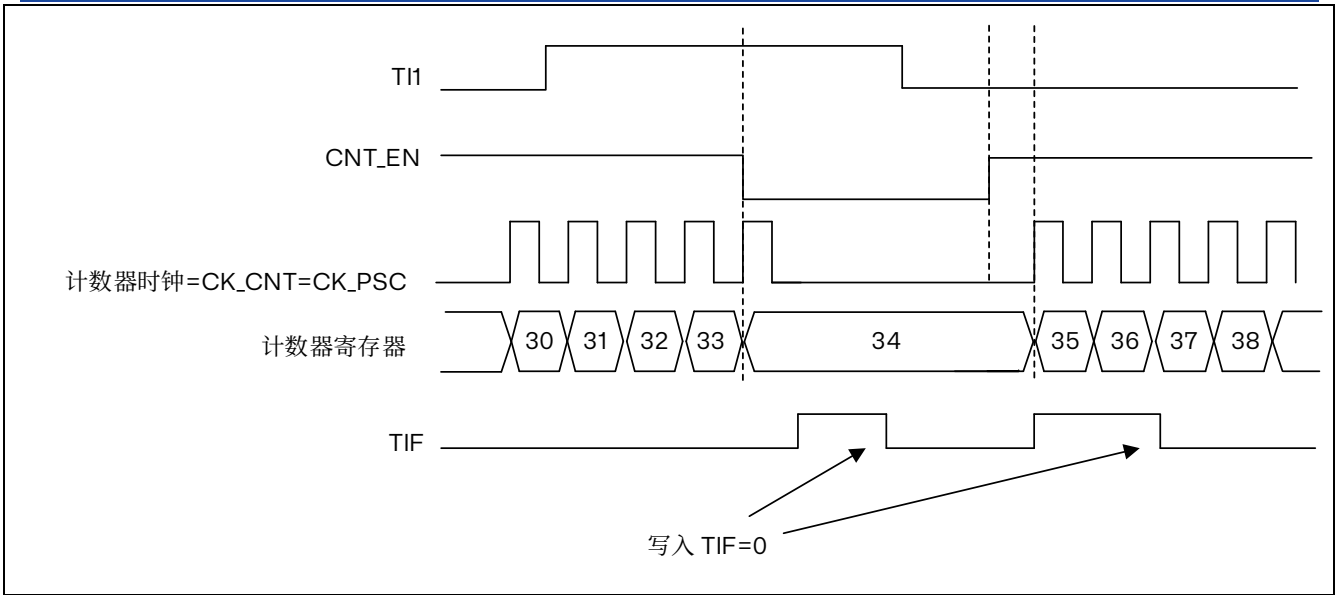 TI1
CNT_EN
计数器时钟=CK_CNT=CK_PSC
计数器寄存器 30 31 32 33 34 35 36 37 38
TIF
写入 TIF=0